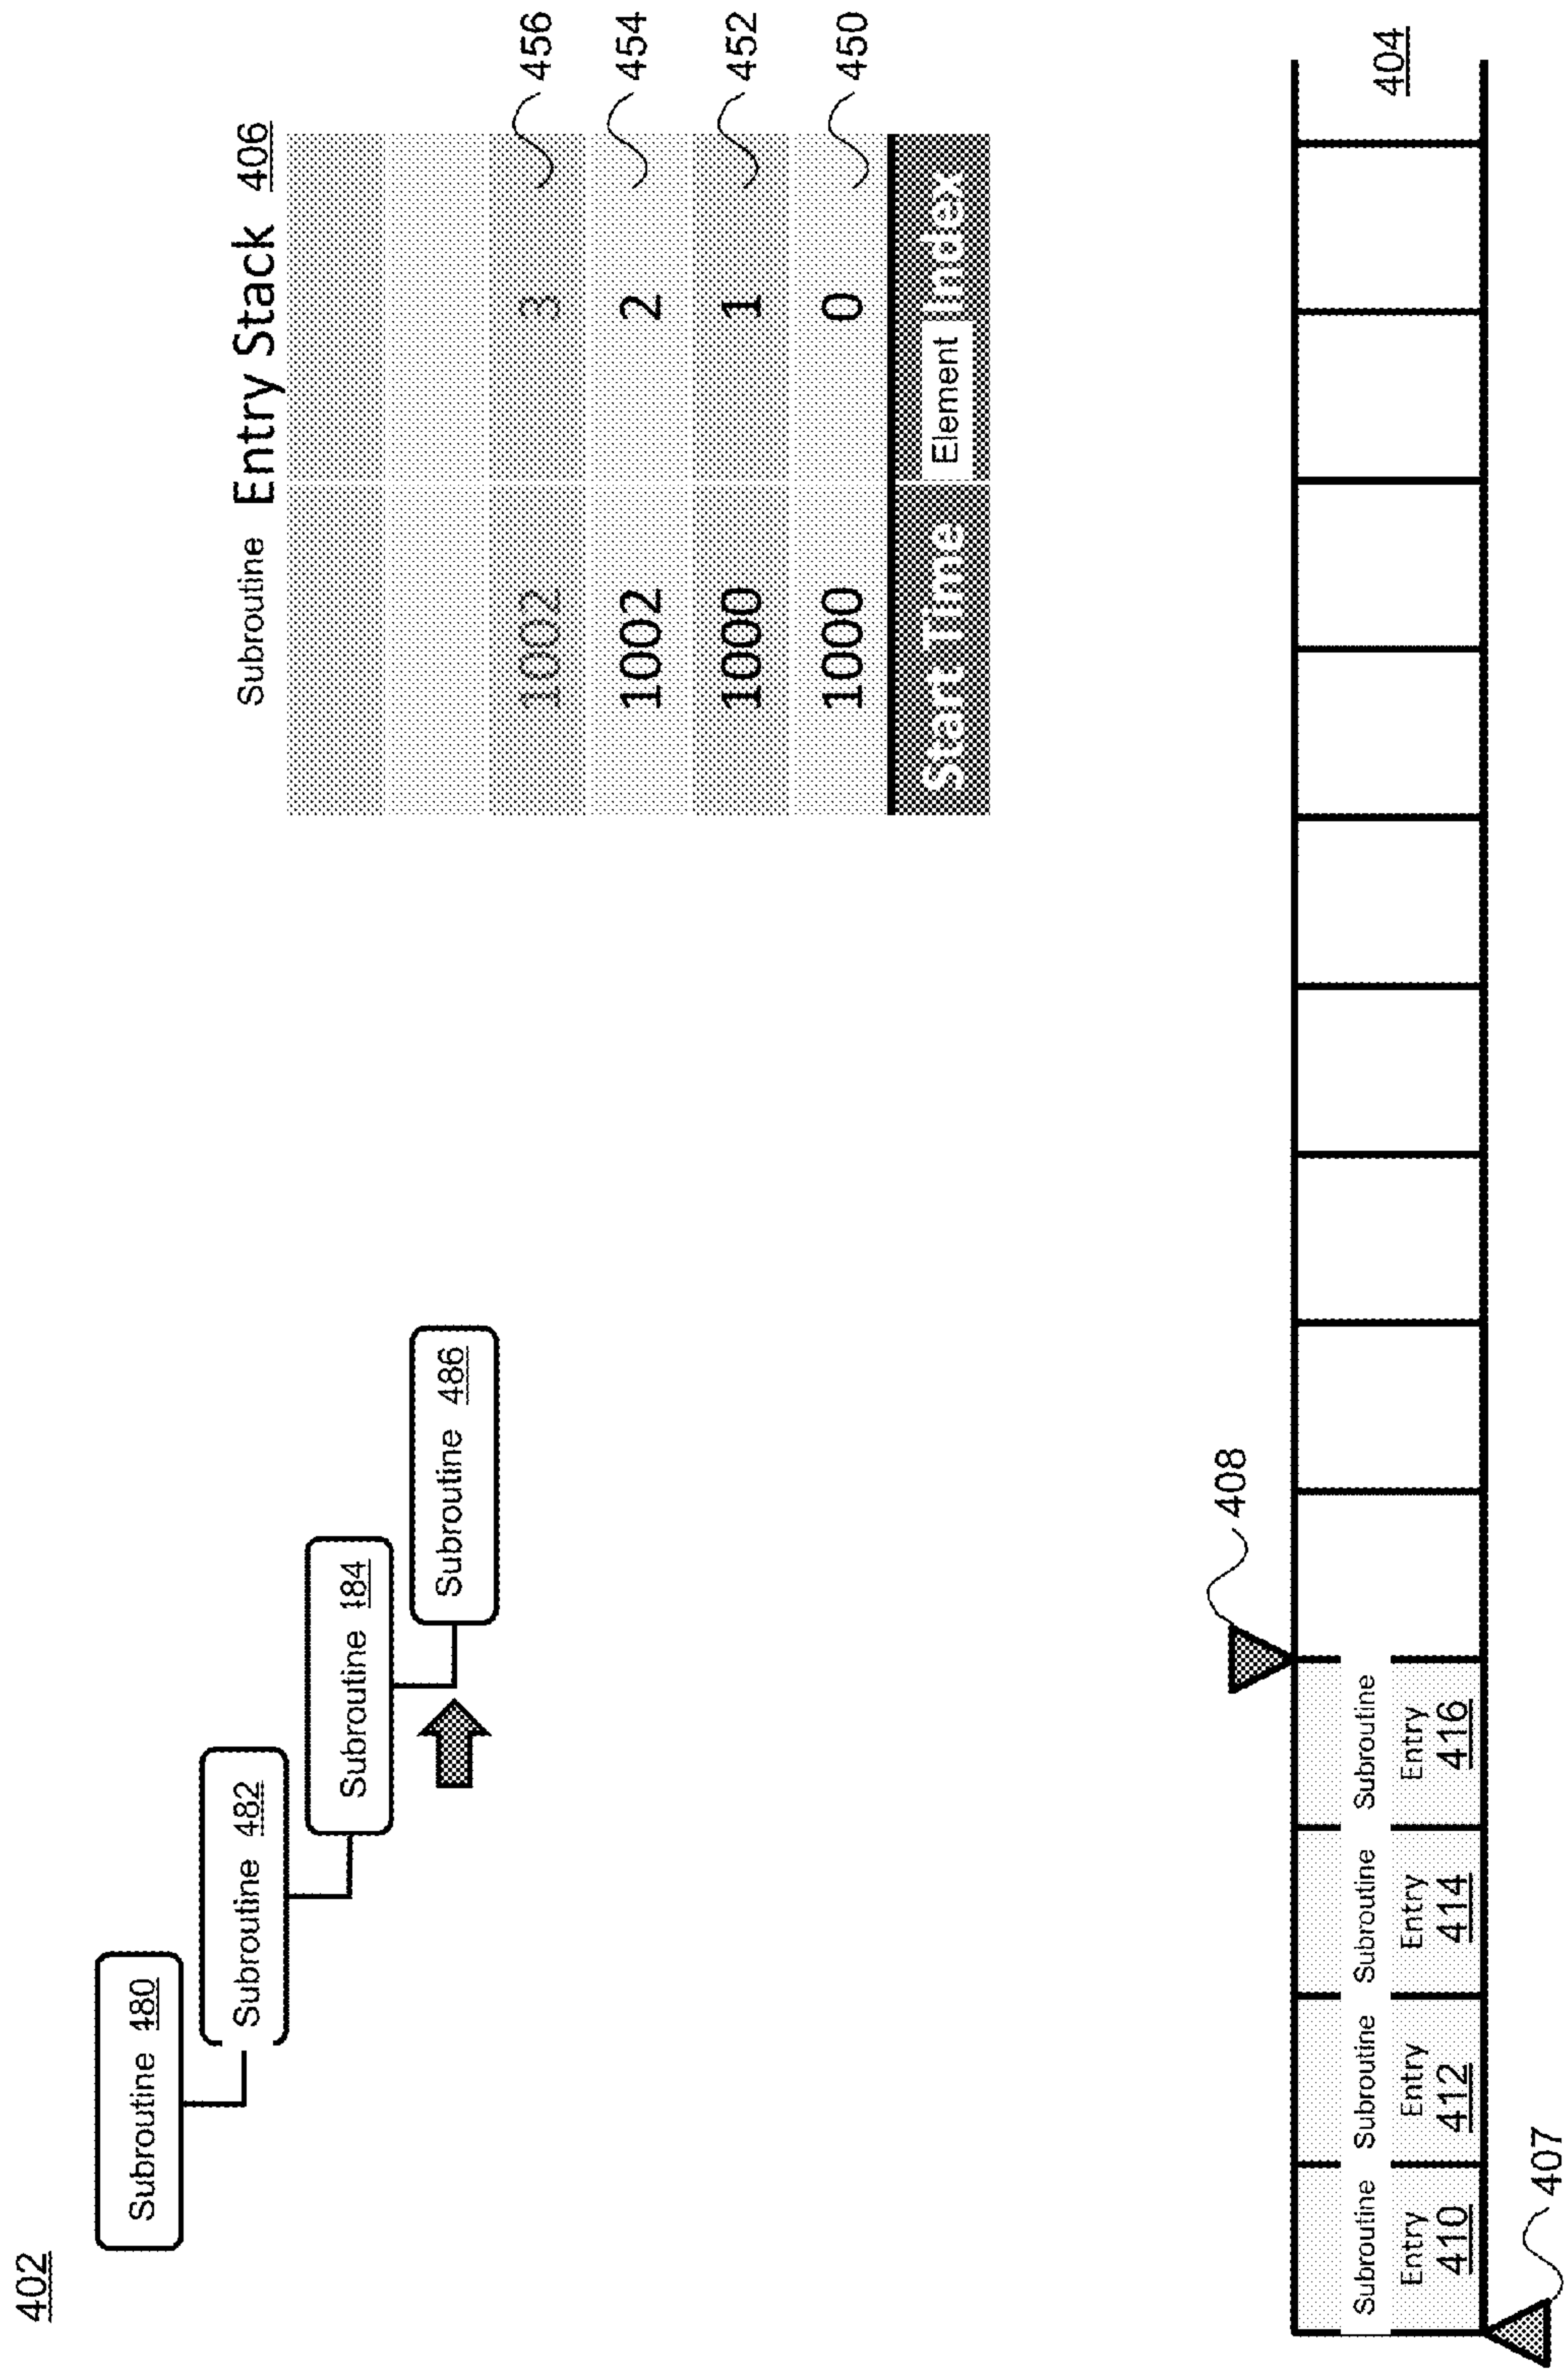 402
Subroutine 480
Subroutine 482
Subroutine 184
Subroutine 486
Subroutine Entry Stack 406
1002 3
456
1002 2
454
1000 1
452
1000 0
450
Start Time Element Index
408
404
Subroutine Subroutine Subroutine Subroutine
Entry Entry Entry Entry
410 412 414 416
407